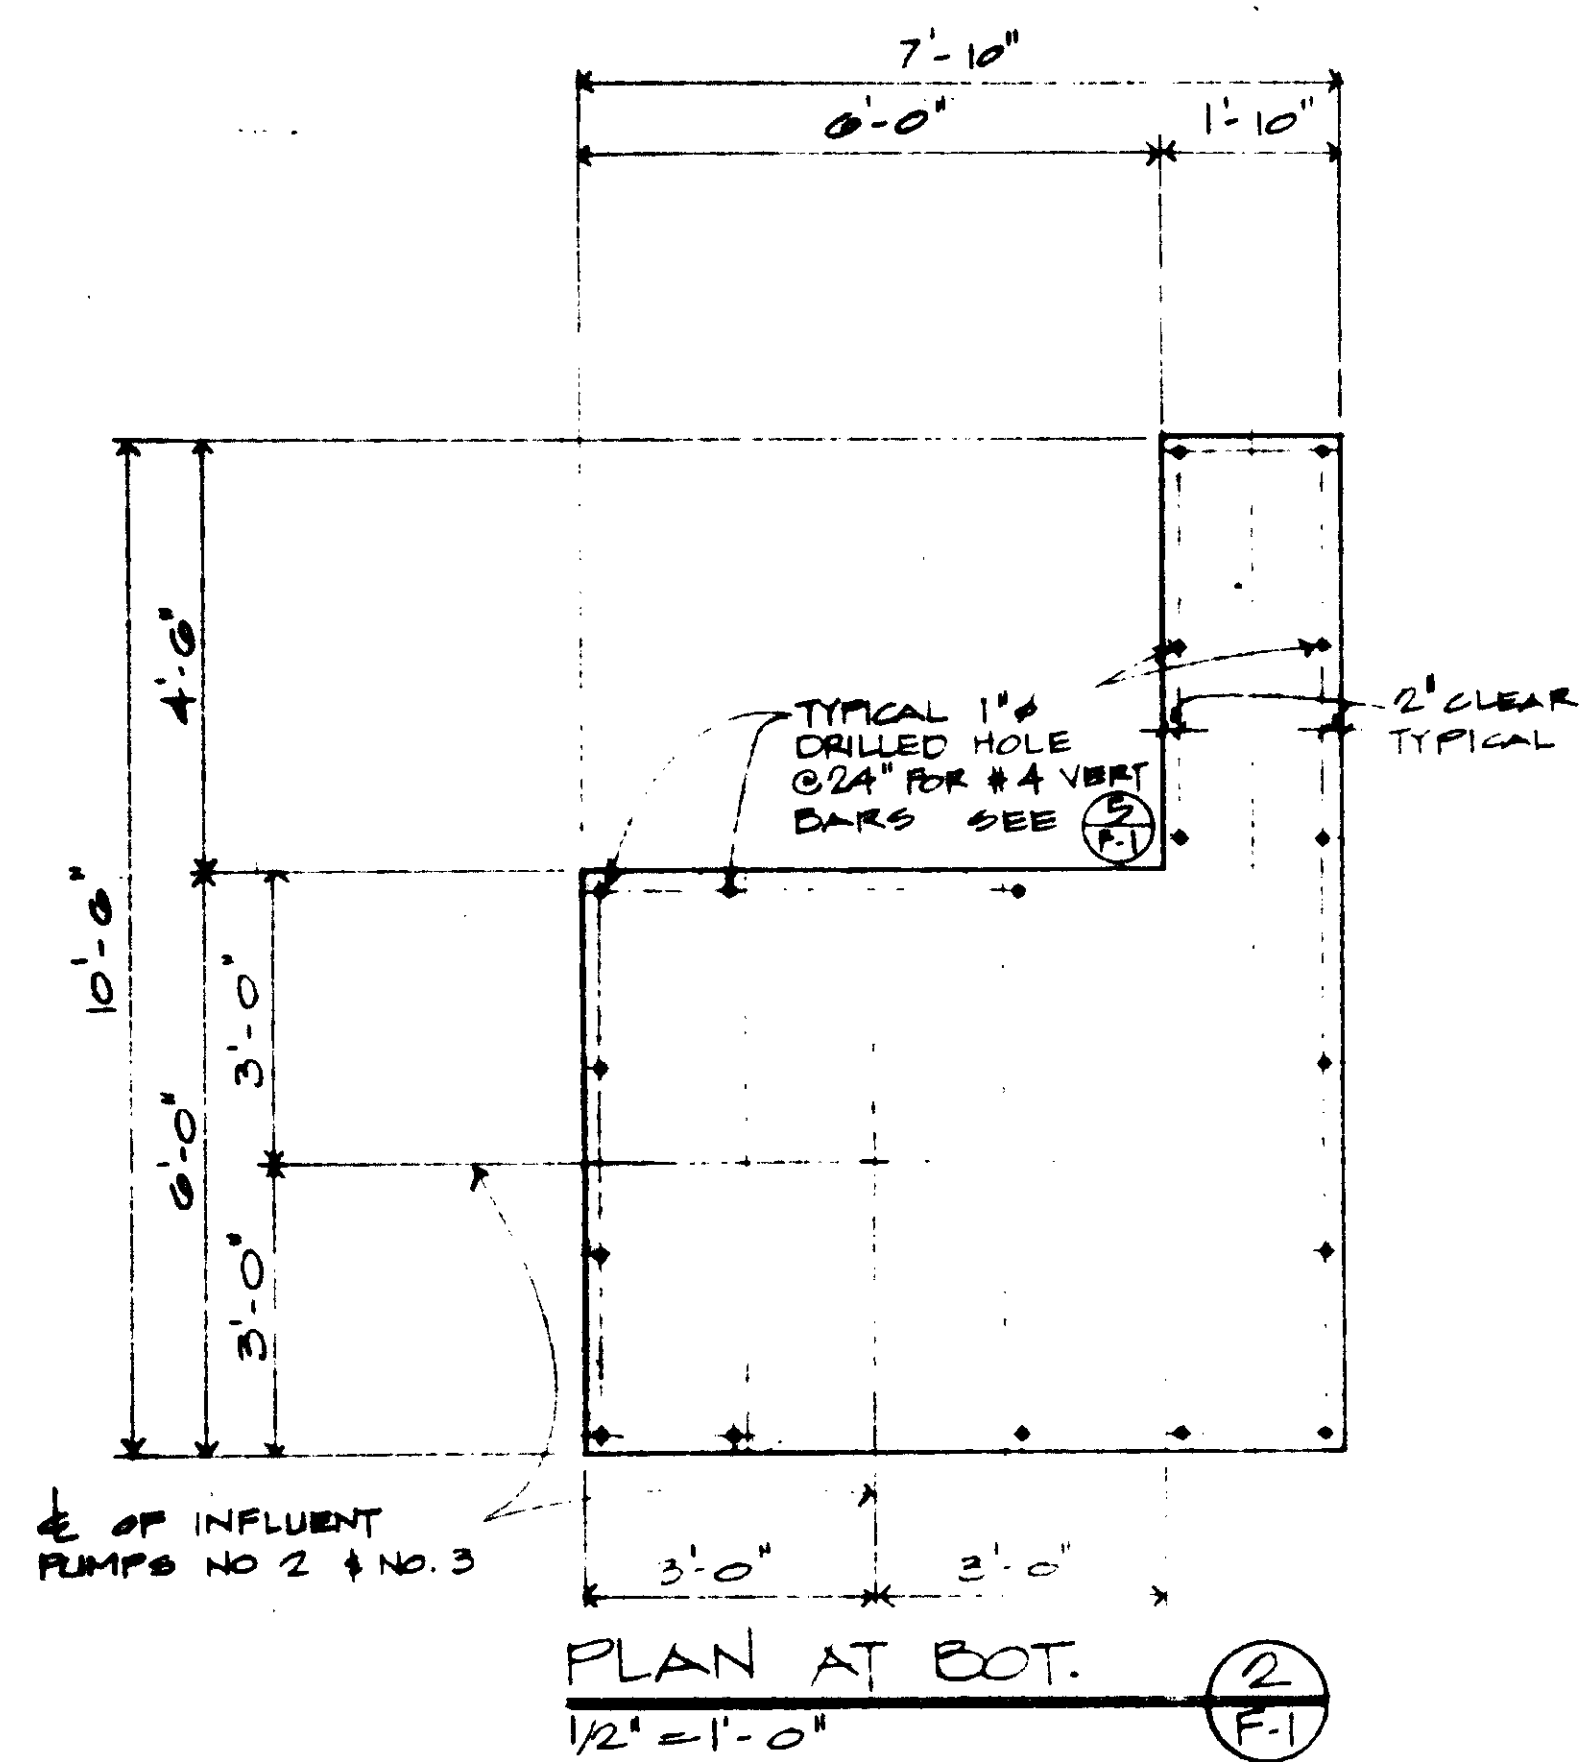 7'-10"
6'-0"
1'-10"
4'-6"
10'-6"
6'-0"
3'-0"
3'-0"
TYPICAL 1"ϕ
DRILLED HOLE
@24" FOR #4 VERT
BARS SEE 5
F-1
2" CLEAR
TYPICAL
℄ OF INFLUENT
PUMPS NO 2 & NO. 3
3'-0"
3'-0"
PLAN AT BOT.
1/2" = 1'-0"
2
F-1